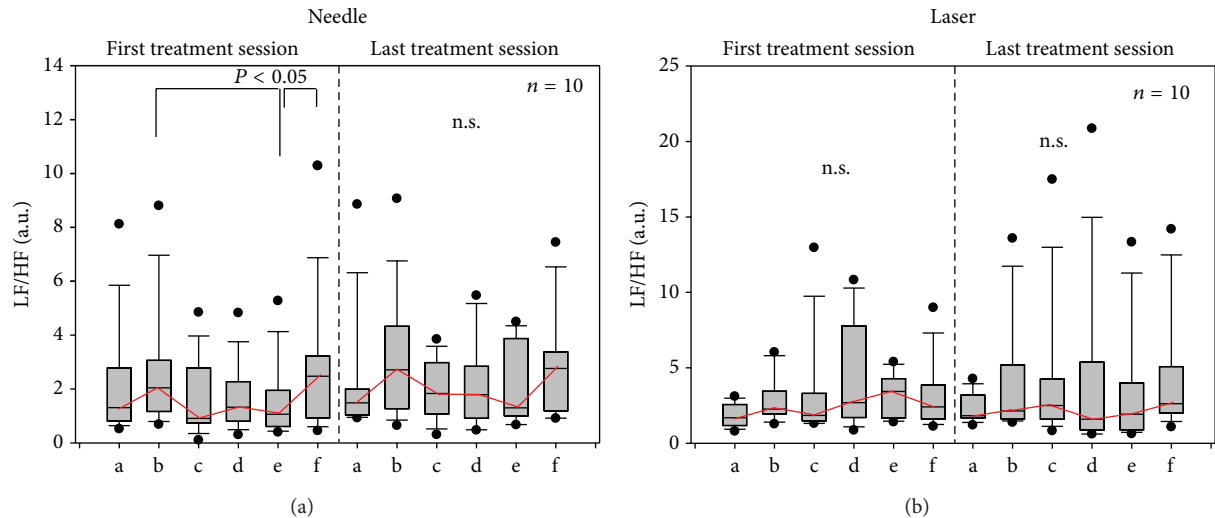 Needle
First treatment session
Last treatment session
14
12
10
8
6
4
2
0
LF/HF (a.u.)
P < 0.05
n = 10
n.s.
a b c d e f a b c d e f
(a)
Laser
First treatment session
Last treatment session
25
20
15
10
5
0
LF/HF (a.u.)
n = 10
n.s.
n.s.
a b c d e f a b c d e f
(b)